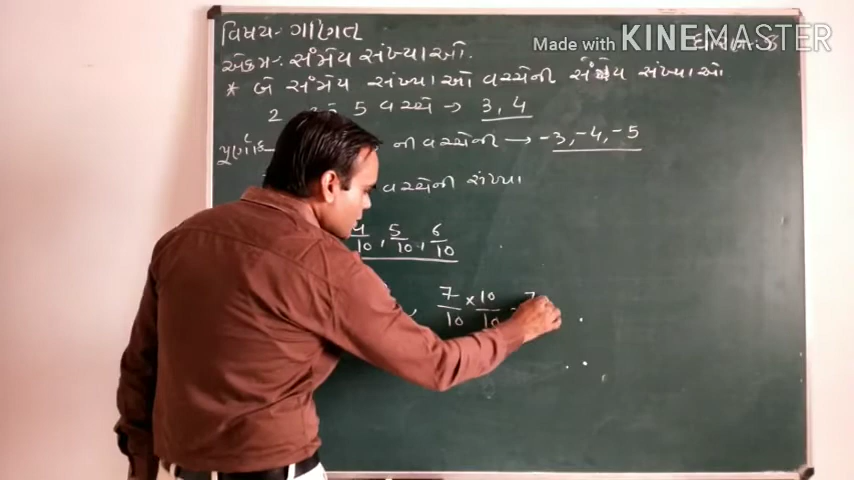 Made with KINEMASTER
વિષય:- ગણિત
એકમ:- સંમેય સંખ્યાઓ.
* બે સંમેય સંખ્યાઓ વચ્ચેની સંમેય સંખ્યાઓ
2 5 વચ્ચે → 3, 4
પૂર્ણાંક ની વચ્ચેની → -3, -4, -5
વચ્ચેની સંખ્યા
4/10, 5/10, 6/10
, 7/10 × 10/10 = 7